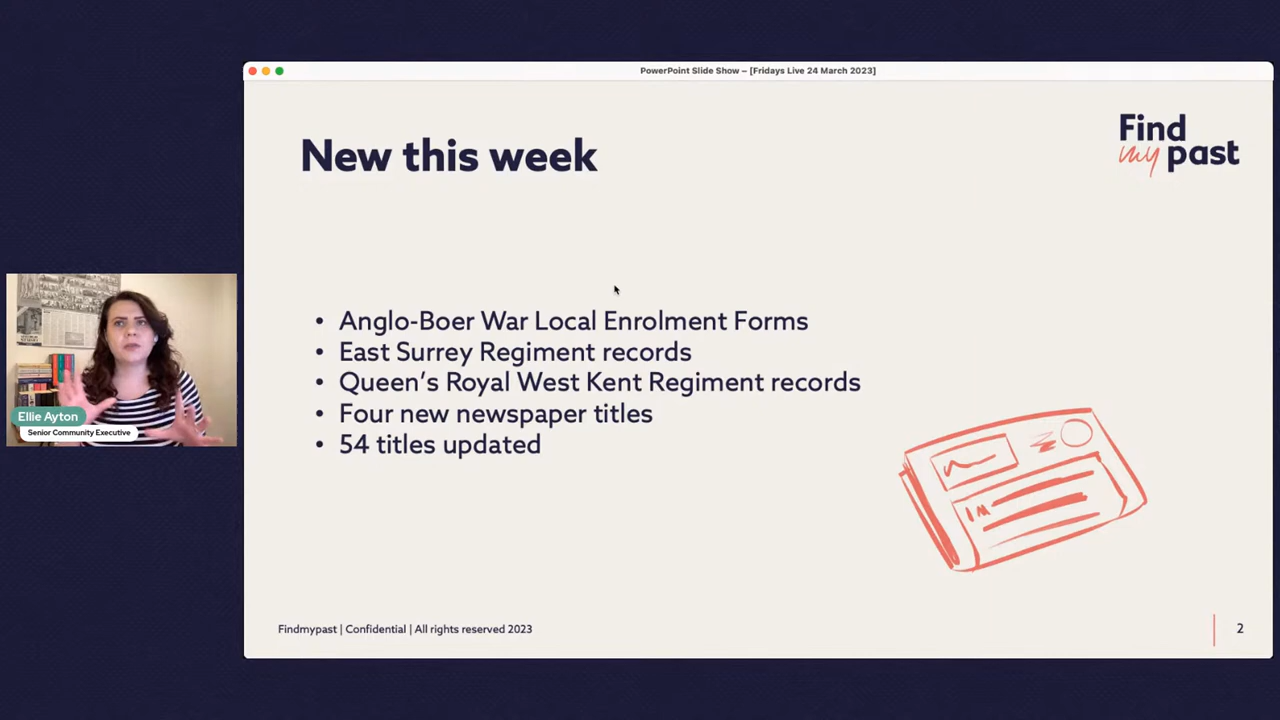 PowerPoint Slide Show – [Fridays Live 24 March 2023]
Find
my past
New this week
• Anglo-Boer War Local Enrolment Forms
• East Surrey Regiment records
• Queen's Royal West Kent Regiment records
• Four new newspaper titles
• 54 titles updated
Ellie Ayton
Senior Community Executive
Findmypast | Confidential | All rights reserved 2023
2